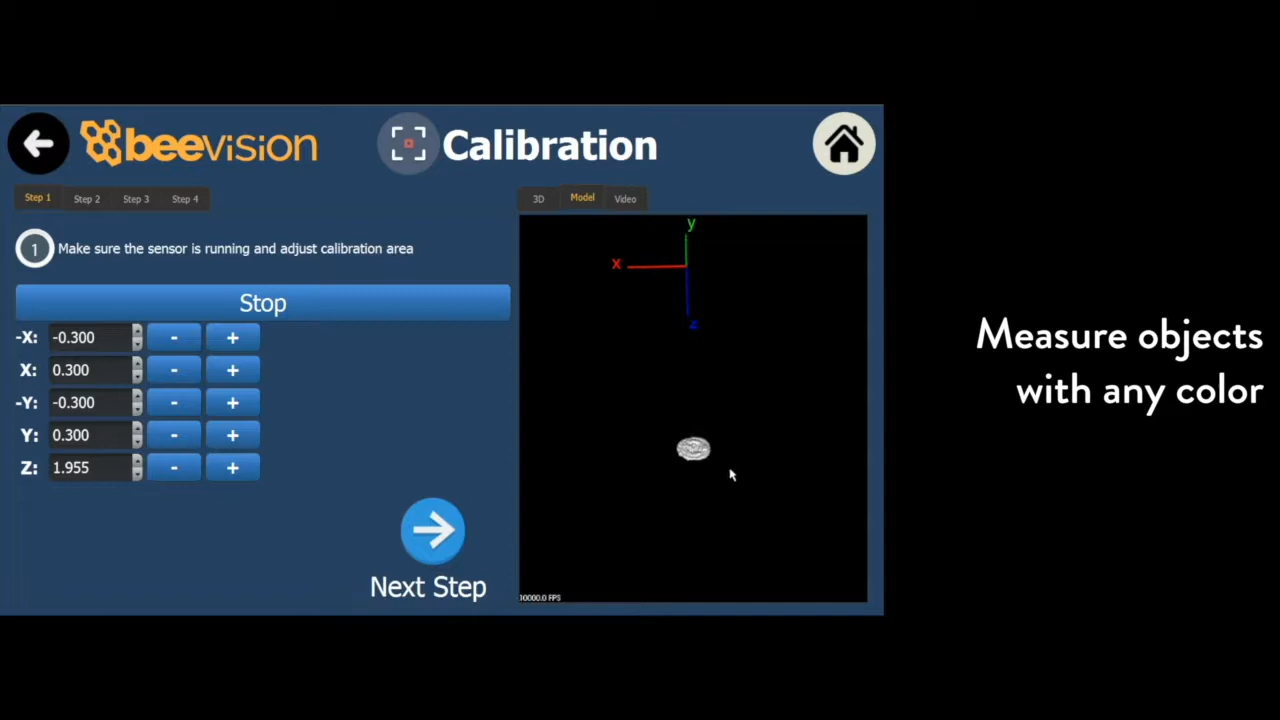 beevision
Calibration
Step 1 Step 2 Step 3 Step 4
3D Model Video
1 Make sure the sensor is running and adjust calibration area
Stop
-X: -0.300 - +
X: 0.300 - +
-Y: -0.300 - +
Y: 0.300 - +
Z: 1.955 - +
Next Step
y
x
z
10000.0 FPS
Measure objects
with any color